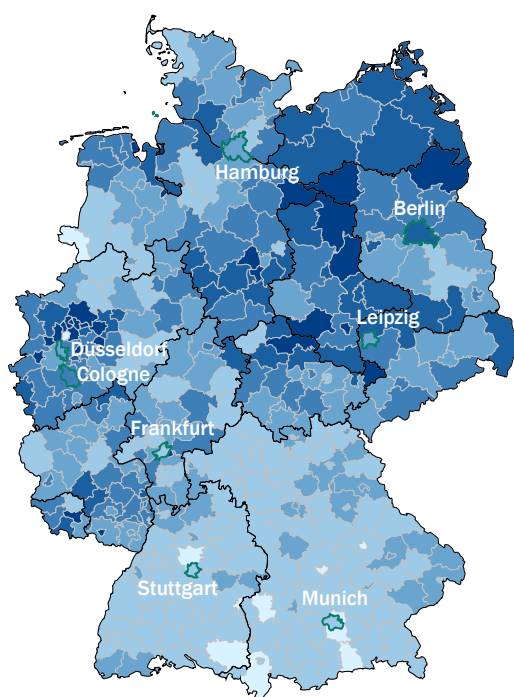 Hamburg
Berlin
Leipzig
Düsseldorf
Cologne
Frankfurt
Stuttgart
Munich